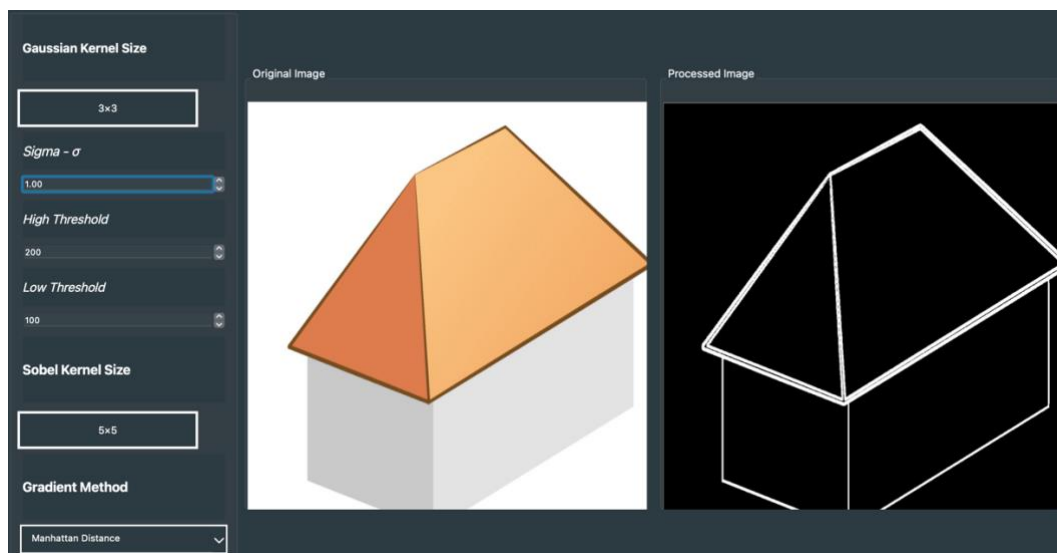 Gaussian Kernel Size
3×3
Sigma - σ
1.00
High Threshold
200
Low Threshold
100
Sobel Kernel Size
5×5
Gradient Method
Manhattan Distance
Original Image
Processed Image